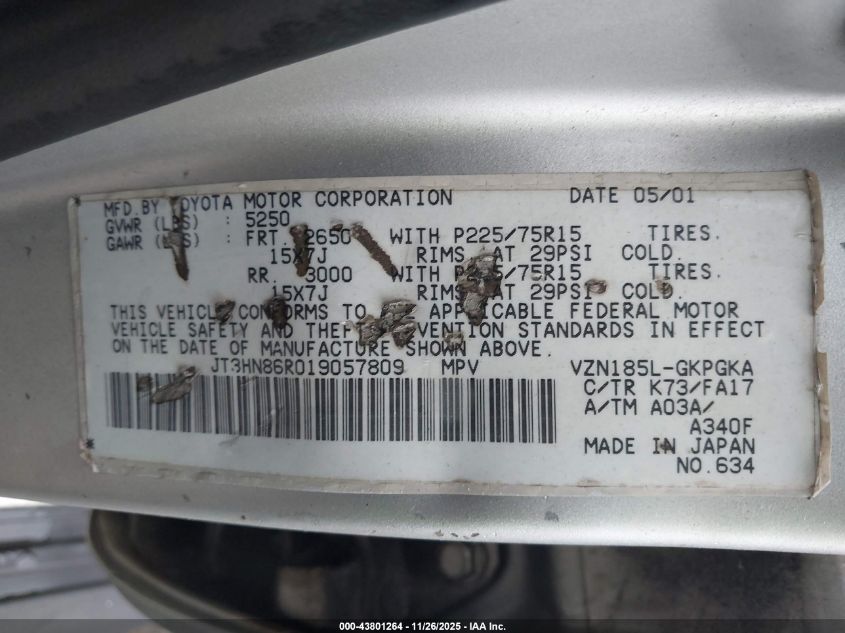 MFD. BY TOYOTA MOTOR CORPORATION DATE 05/01
GVWR (LBS) : 5250
GAWR (LBS) : FRT. 2650 WITH P225/75R15 TIRES.
15X7J RIMS AT 29PSI COLD.
RR. 3000 WITH P225/75R15 TIRES.
15X7J RIMS AT 29PSI COLD.
THIS VEHICLE CONFORMS TO ALL APPLICABLE FEDERAL MOTOR
VEHICLE SAFETY AND THEFT PREVENTION STANDARDS IN EFFECT
ON THE DATE OF MANUFACTURE SHOWN ABOVE.
JT3HN86R019057809 MPV VZN185L-GKPGKA
C/TR K73/FA17
A/TM A03A/
A340F
MADE IN JAPAN
NO.634
000-43801264 - 11/26/2025 - IAA Inc.